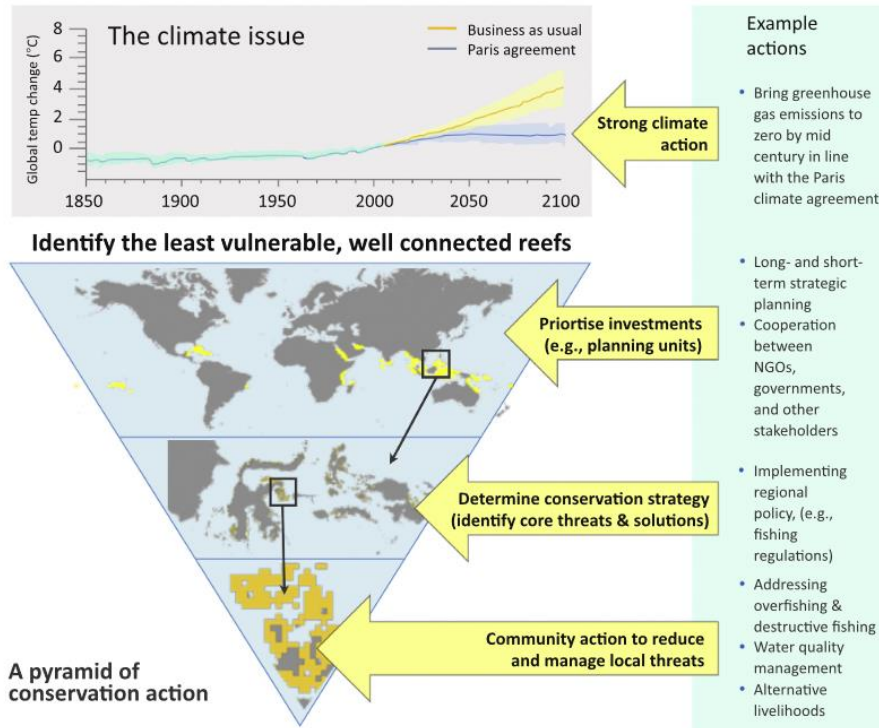 The climate issue
Business as usual
Paris agreement
Global temp change (°C)
8
6
4
2
0
1850
1900
1950
2000
2050
2100
Strong climate
action
Example
actions
• Bring greenhouse
gas emissions to
zero by mid
century in line
with the Paris
climate agreement
Identify the least vulnerable, well connected reefs
Priortise investments
(e.g., planning units)
• Long- and short-
term strategic
planning
• Cooperation
between
NGOs,
governments,
and other
stakeholders
Determine conservation strategy
(identify core threats & solutions)
• Implementing
regional
policy, (e.g.,
fishing
regulations)
Community action to reduce
and manage local threats
• Addressing
overfishing &
destructive fishing
• Water quality
management
• Alternative
livelihoods
A pyramid of
conservation action